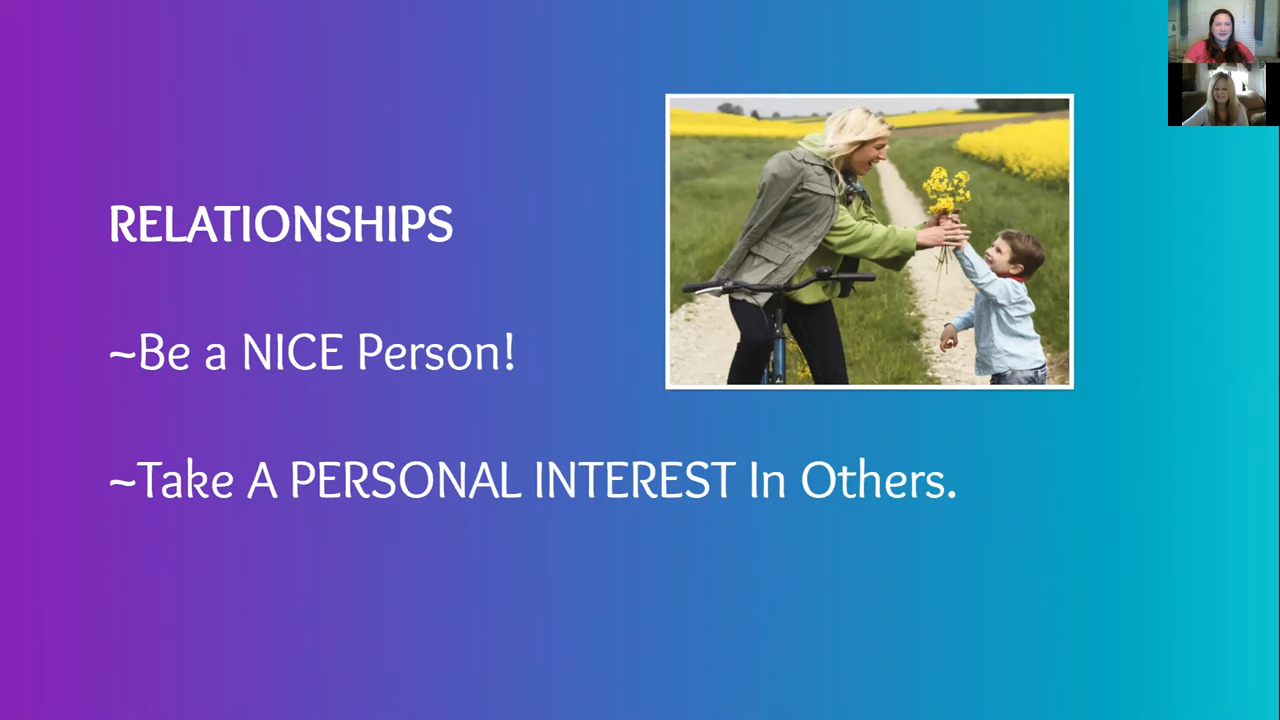 RELATIONSHIPS
~Be a NICE Person!
~Take A PERSONAL INTEREST In Others.